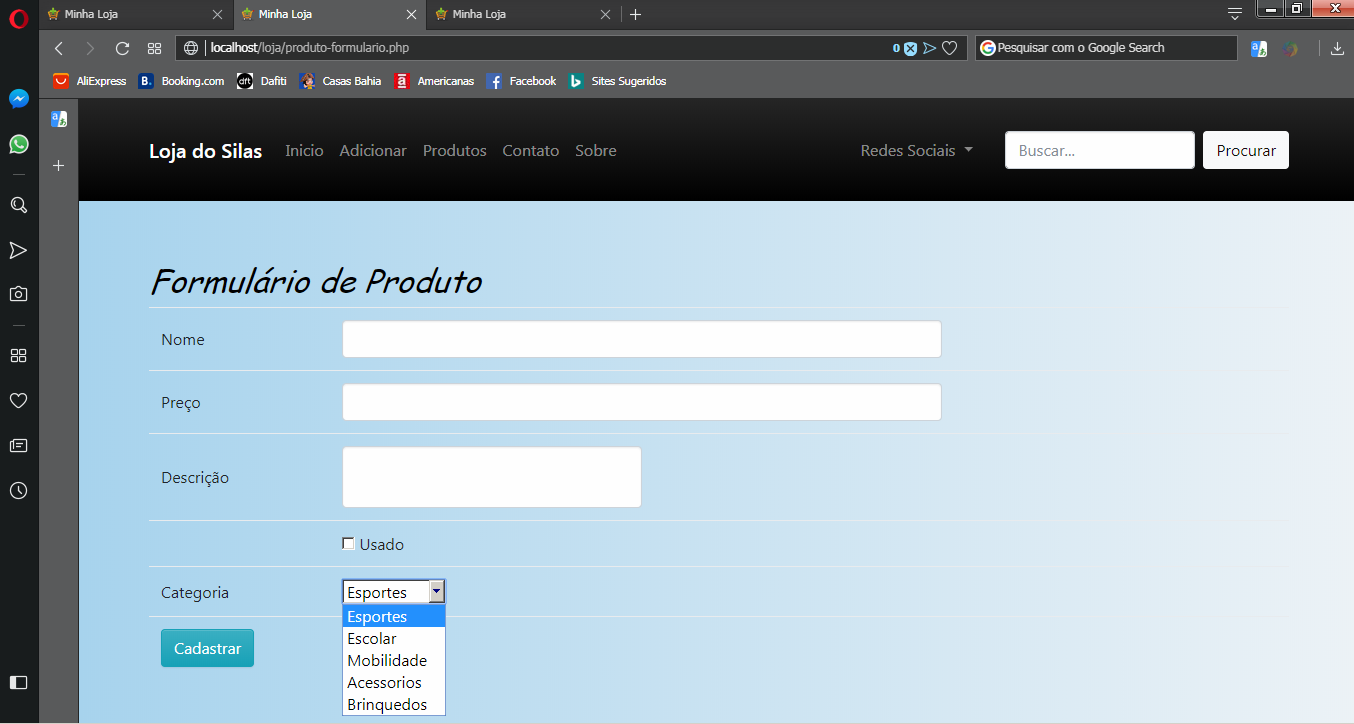 Minha Loja Minha Loja Minha Loja
localhost/loja/produto-formulario.php 0 Pesquisar com o Google Search
AliExpress B. Booking.com dft Dafiti Casas Bahia a Americanas f Facebook b Sites Sugeridos
Loja do Silas Inicio Adicionar Produtos Contato Sobre Redes Sociais Buscar... Procurar
Formulário de Produto
Nome
Preço
Descrição
Usado
Categoria Esportes
Esportes
Escolar
Cadastrar
Mobilidade
Acessorios
Brinquedos